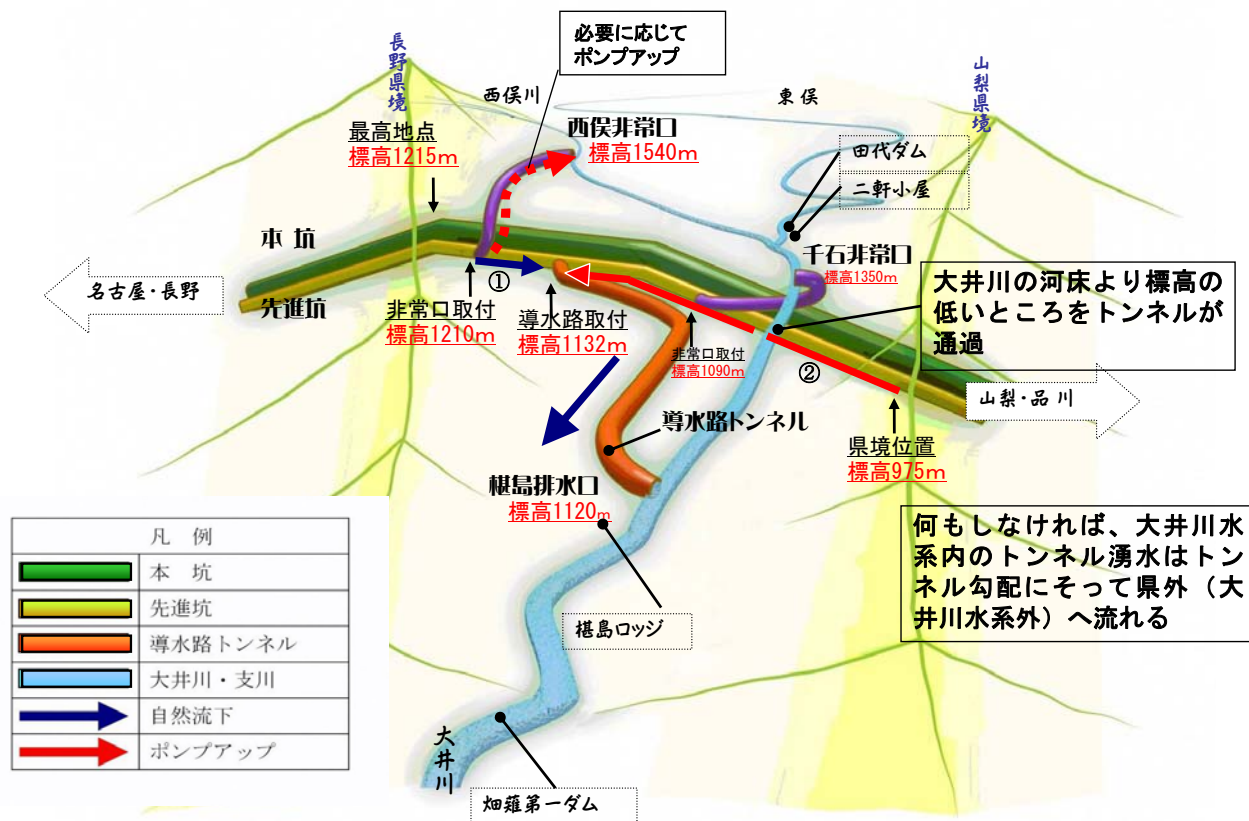 必要に応じて
ポンプアップ
長野県境
西俣川
東俣
山梨県境
最高地点
標高1215m
西俣非常口
標高1540m
田代ダム
二軒小屋
本 坑
千石非常口
標高1350m
①
大井川の河床より標高の
低いところをトンネルが
通過
名古屋・長野
先進坑
非常口取付
標高1210m
導水路取付
標高1132m
非常口取付
標高1090m
②
山梨・品川
導水路トンネル
県境位置
標高975m
椹島排水口
標高1120m
何もしなければ、大井川水
系内のトンネル湧水はトン
ネル勾配にそって県外（大
井川水系外）へ流れる
凡 例
本 坑
先進坑
導水路トンネル
大井川・支川
自然流下
ポンプアップ
椹島ロッジ
大井川
畑薙第一ダム